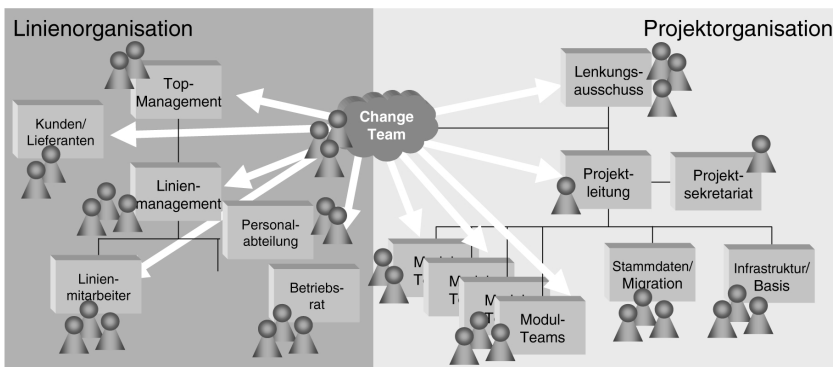 Linienorganisation
Projektorganisation
Top-
Management
Kunden/
Lieferanten
Change
Team
Lenkungs-
ausschuss
Linien-
management
Projekt-
leitung
Projekt-
sekretariat
Personal-
abteilung
Linien-
mitarbeiter
Betriebs-
rat
Modul-
Teams
Stammdaten/
Migration
Infrastruktur/
Basis